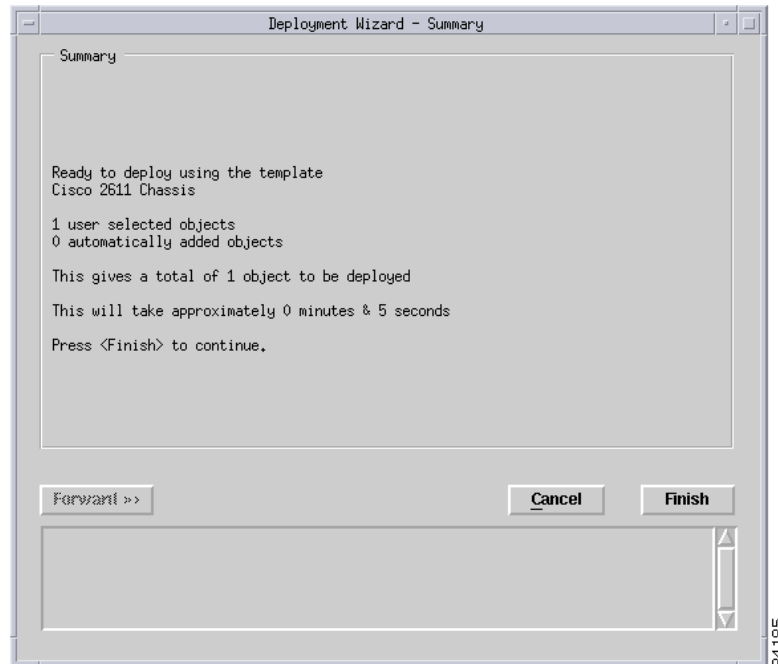 Deployment Wizard - Summary
Summary
Ready to deploy using the template
Cisco 2611 Chassis
1 user selected objects
0 automatically added objects
This gives a total of 1 object to be deployed
This will take approximately 0 minutes & 5 seconds
Press <Finish> to continue.
Forward >>
Cancel
Finish